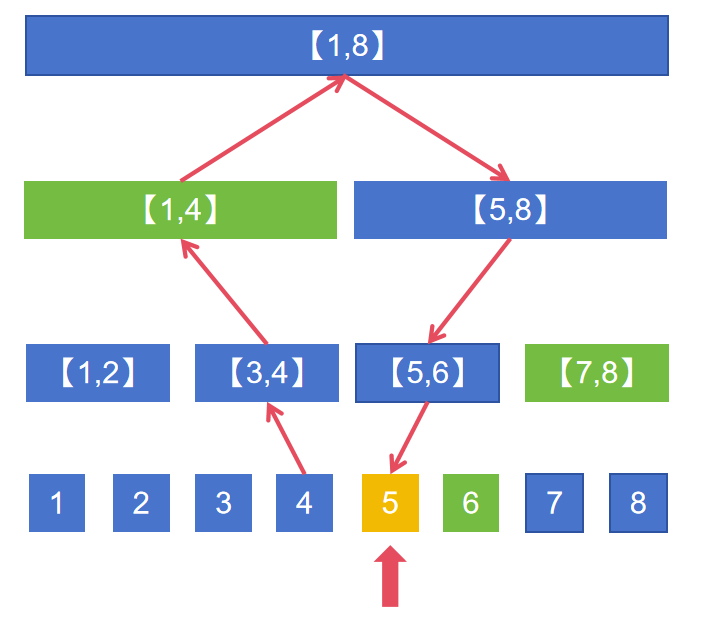 【1,8】
【1,4】 【5,8】
【1,2】 【3,4】 【5,6】 【7,8】
1 2 3 4 5 6 7 8